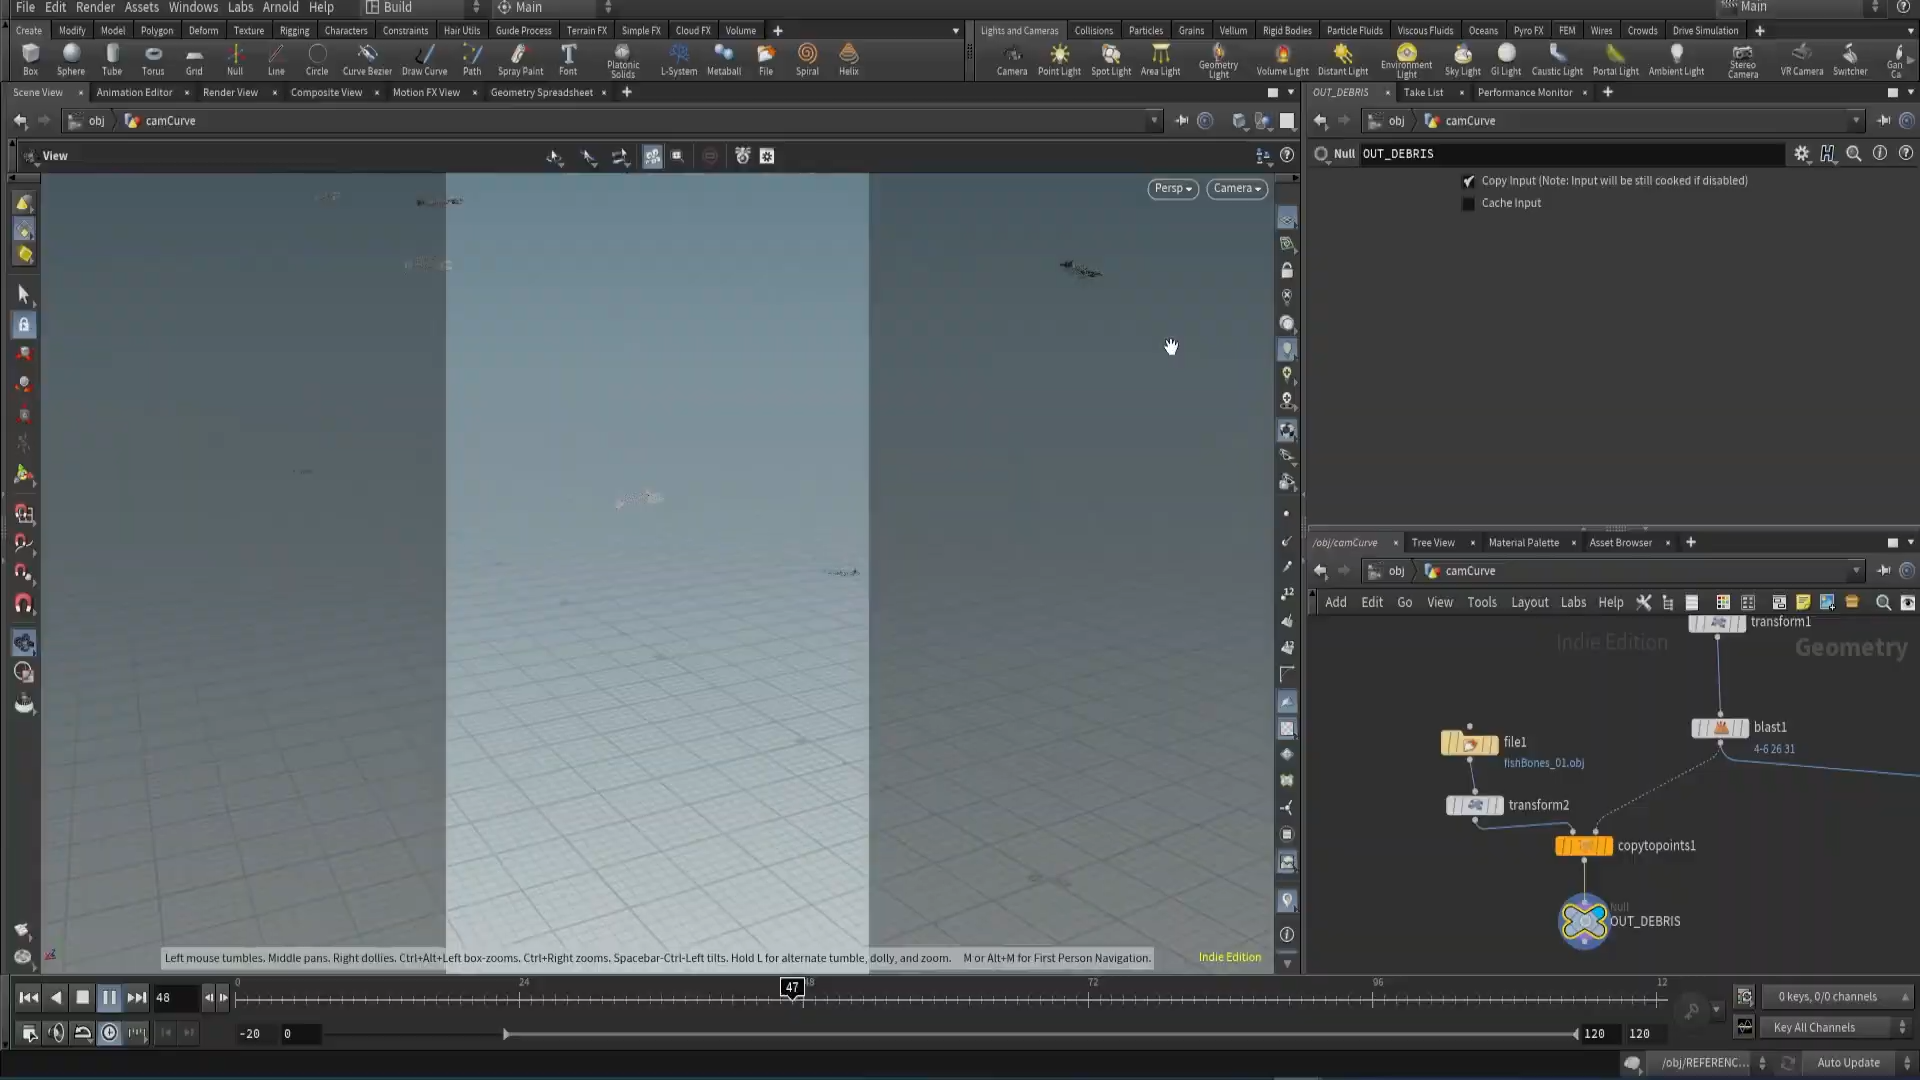 File Edit Render Assets Windows Labs Arnold Help Build Main Main
Create Modify Model Polygon Deform Texture Rigging Characters Constraints Hair Utils Guide Process Terrain FX Simple FX Cloud FX Volume
Lights and Cameras Collisions Particles Grains Vellum Rigid Bodies Particle Fluids Viscous Fluids Oceans Pyro FX FEM Wires Crowds Drive Simulation
Box Sphere Tube Torus Grid Null Line Circle Curve Bezier Draw Curve Path Spray Paint Font Platonic Solids L-System Metaball File Spiral Helix
Camera Point Light Spot Light Area Light Geometry Light Volume Light Distant Light Environment Light Sky Light GI Light Caustic Light Portal Light Ambient Light Stereo Camera VR Camera Switcher Gan Ca
Scene View Animation Editor Render View Composite View Motion FX View Geometry Spreadsheet
OUT_DEBRIS Take List Performance Monitor
obj camCurve
obj camCurve
View
Null OUT_DEBRIS
Persp Camera
Copy Input (Note: Input will be still cooked if disabled)
Cache Input
/obj/camCurve Tree View Material Palette Asset Browser
obj camCurve
Add Edit Go View Tools Layout Labs Help
Indie Edition
Geometry
transform1
blast1
4-6 26 31
file1
fishBones_01.obj
transform2
copytopoints1
Null
OUT_DEBRIS
12
Left mouse tumbles. Middle pans. Right dollies. Ctrl+Alt+Left box-zooms. Ctrl+Right zooms. Spacebar-Ctrl-Left tilts. Hold L for alternate tumble, dolly, and zoom. M or Alt+M for First Person Navigation.
Indie Edition
48
0 24 47 48 72 96 12
0 keys, 0/0 channels
-20 0 120 120
Key All Channels
/obj/REFERENC... Auto Update